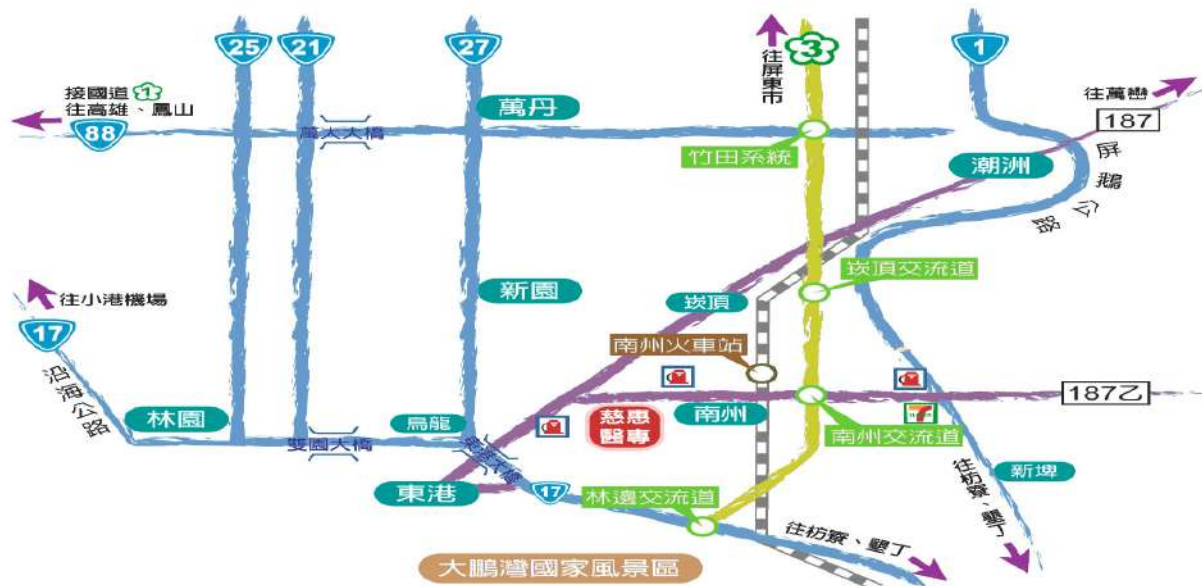 25
21
27
3
1
往屏東市
接國道 1
往高雄、鳳山
88
萬大大橋
萬丹
竹田系統
往萬巒
187
潮洲
屏鵝公路
往小港機場
17
沿海公路
新園
崁頂
崁頂交流道
南州火車站
187乙
林園
雙園大橋
烏龍
慈惠
醫專
南州
7
南州交流道
東港
17
林邊交流道
新埤
往枋寮、墾丁
往枋寮、墾丁
大鵬灣國家風景區